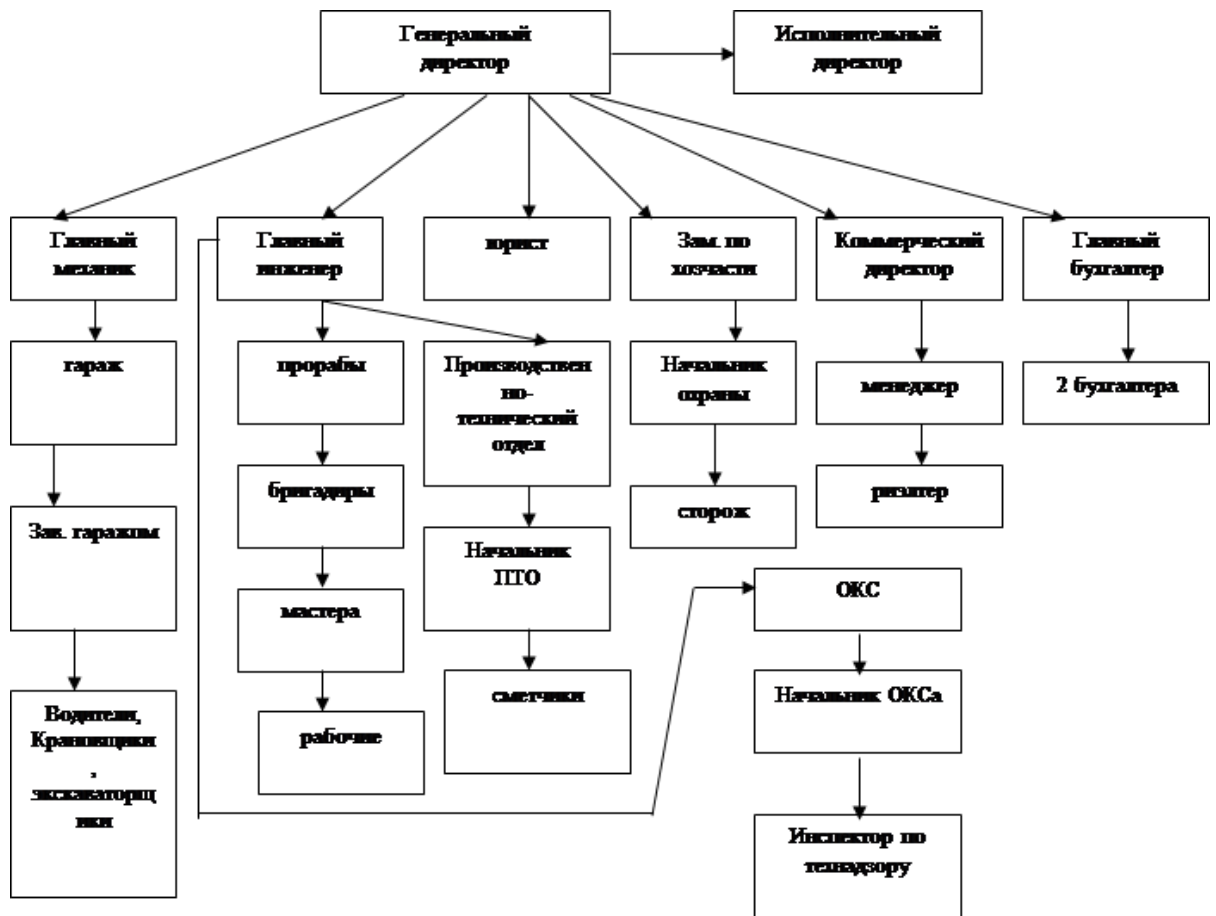 Генеральный
директор
Исполнительный
директор
Главный
механик
Главный
инженер
юрист
Зам. по
хозчасти
Коммерческий
директор
Главный
бухгалтер
гараж
прорабы
Производствен
но-
технический
отдел
Начальник
охраны
менеджер
2 бухгалтера
Зав. гаражом
бригадиры
сторож
риэлтер
Начальник
ПТО
мастера
ОКС
Водители,
Крановщики
,
экскаваторщ
ики
рабочие
сметчики
Начальник ОКСа
Инспектор по
технадзору